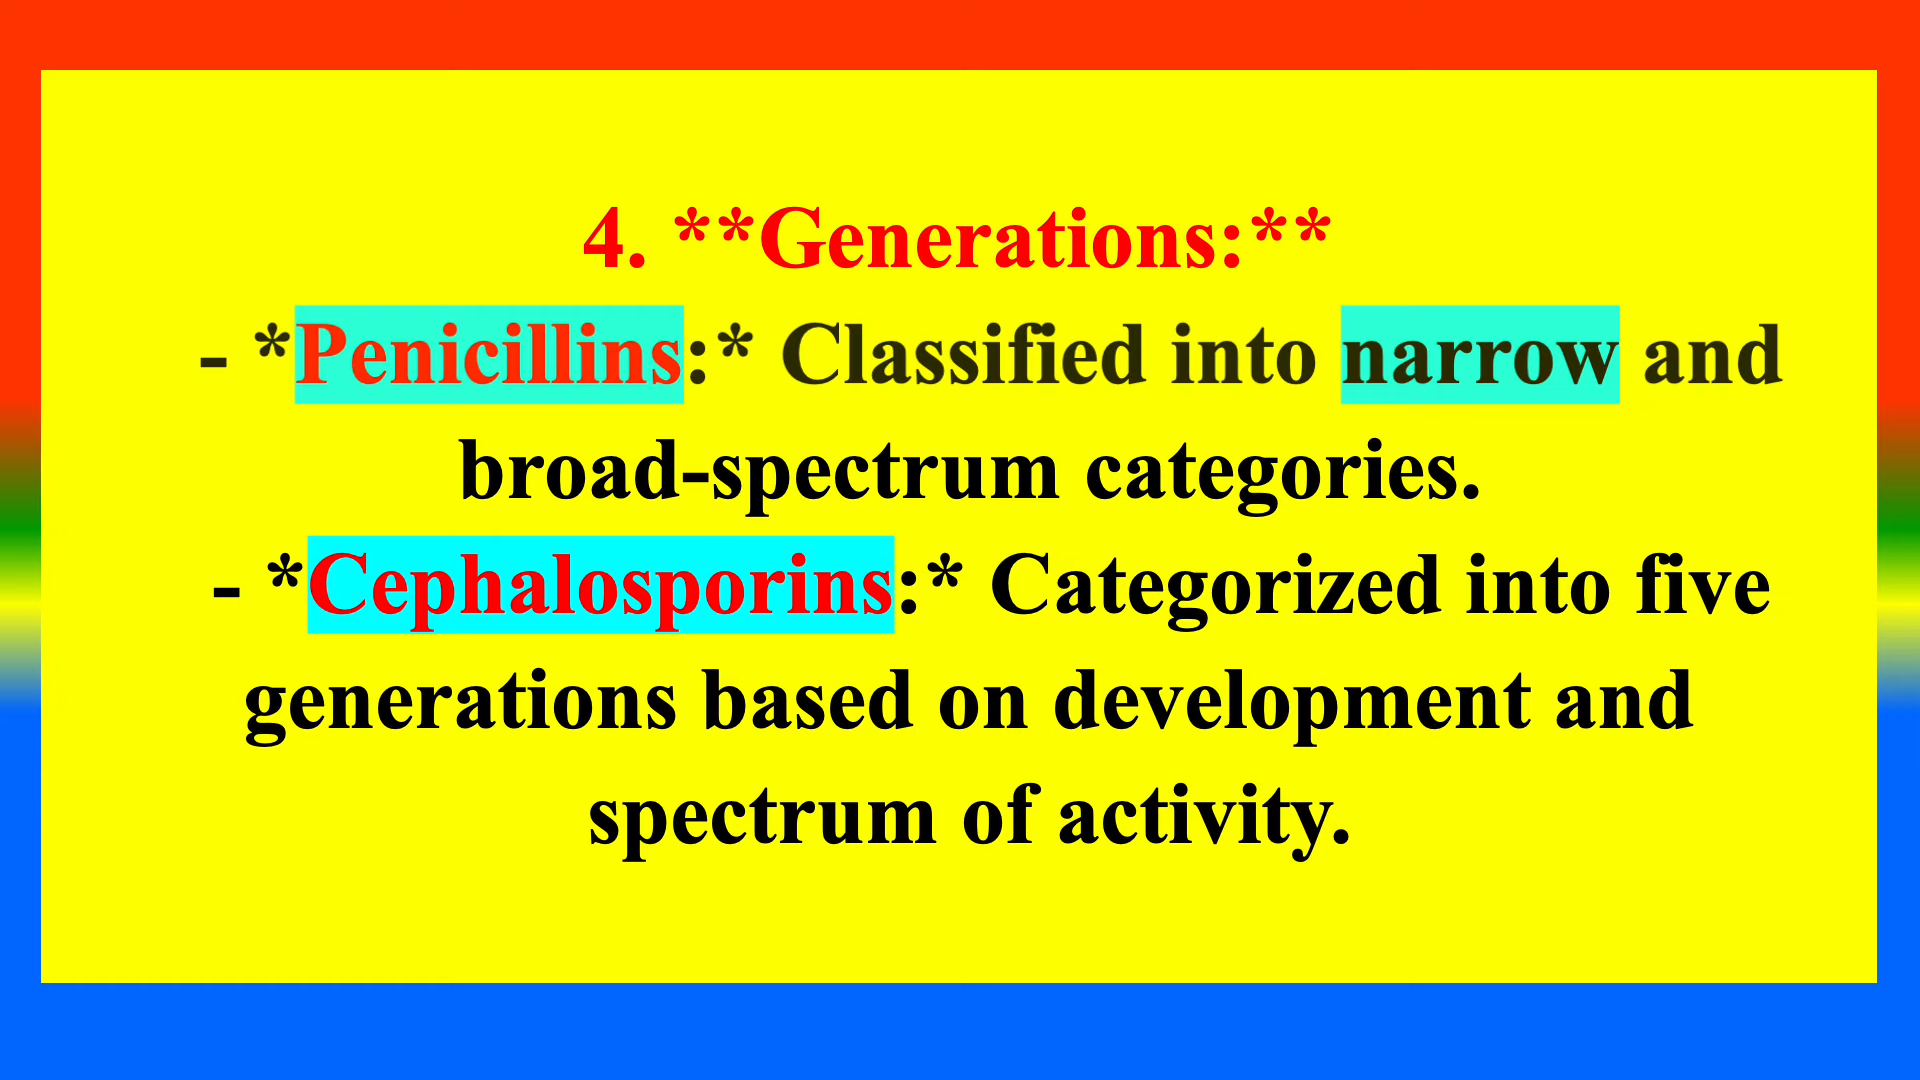 4. **Generations:**
- *Penicillins:* Classified into narrow and
broad-spectrum categories.
- *Cephalosporins:* Categorized into five
generations based on development and
spectrum of activity.